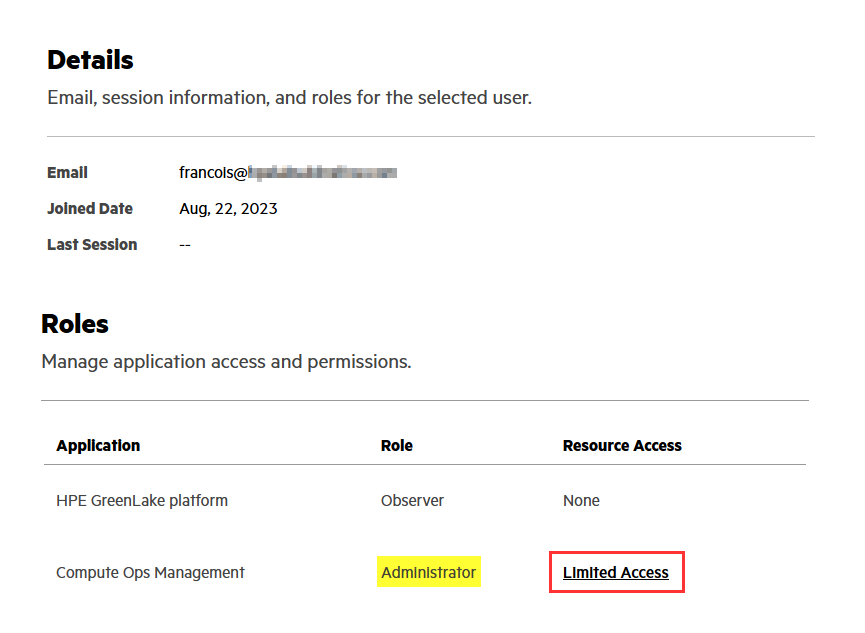 Details
Email, session information, and roles for the selected user.
Email francois@
Joined Date Aug, 22, 2023
Last Session --
Roles
Manage application access and permissions.
Application Role Resource Access
HPE GreenLake platform Observer None
Compute Ops Management Administrator Limited Access